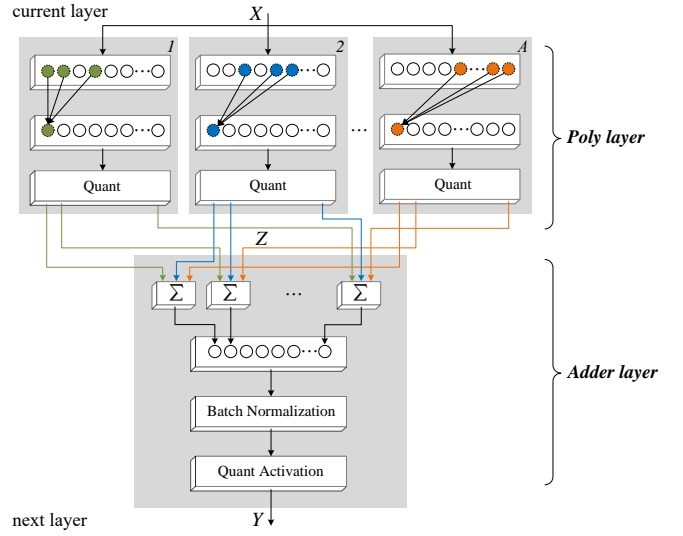 current layer
X
1
2
A
...
Poly layer
Quant
Quant
Quant
Z
Σ
Σ
...
Σ
Adder layer
Batch Normalization
Quant Activation
next layer
Y